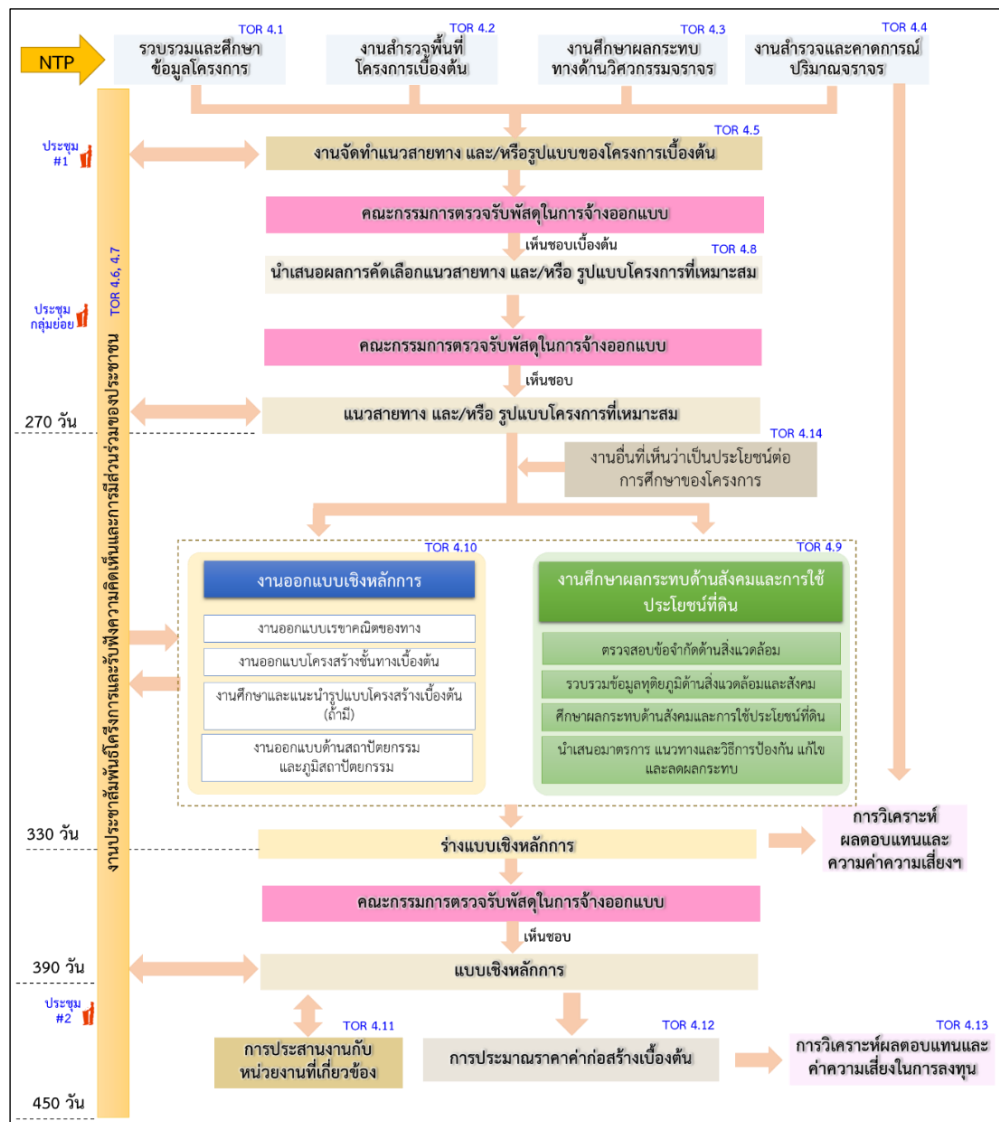 TOR 4.1
TOR 4.2
TOR 4.3
TOR 4.4
NTP
รวบรวมและศึกษา
ข้อมูลโครงการ
งานสำรวจพื้นที่
โครงการเบื้องต้น
งานศึกษาผลกระทบ
ทางด้านวิศวกรรมจราจร
งานสำรวจและคาดการณ์
ปริมาณจราจร
TOR 4.5
ประชุม
#1
งานจัดทำแนวสายทาง และ/หรือรูปแบบของโครงการเบื้องต้น
คณะกรรมการตรวจรับพัสดุในการจ้างออกแบบ
เห็นชอบเบื้องต้น
TOR 4.8
นำเสนอผลการคัดเลือกแนวสายทาง และ/หรือ รูปแบบโครงการที่เหมาะสม
TOR 4.6, 4.7
งานประชาสัมพันธ์โครงการและรับฟังความคิดเห็นและการมีส่วนร่วมของประชาชน
ประชุม
กลุ่มย่อย
คณะกรรมการตรวจรับพัสดุในการจ้างออกแบบ
เห็นชอบ
แนวสายทาง และ/หรือ รูปแบบโครงการที่เหมาะสม
270 วัน
TOR 4.14
งานอื่นที่เห็นว่าเป็นประโยชน์ต่อ
การศึกษาของโครงการ
TOR 4.10
TOR 4.9
งานออกแบบเชิงหลักการ
งานออกแบบเรขาคณิตของทาง
งานออกแบบโครงสร้างชั้นทางเบื้องต้น
งานศึกษาและแนะนำรูปแบบโครงสร้างเบื้องต้น
(ถ้ามี)
งานออกแบบด้านสถาปัตยกรรม
และภูมิสถาปัตยกรรม
งานศึกษาผลกระทบด้านสังคมและการใช้
ประโยชน์ที่ดิน
ตรวจสอบข้อจำกัดด้านสิ่งแวดล้อม
รวบรวมข้อมูลทุติยภูมิด้านสิ่งแวดล้อมและสังคม
ศึกษาผลกระทบด้านสังคมและการใช้ประโยชน์ที่ดิน
นำเสนอมาตรการ แนวทางและวิธีการป้องกัน แก้ไข
และลดผลกระทบ
330 วัน
ร่างแบบเชิงหลักการ
การวิเคราะห์
ผลตอบแทนและ
ความค่าความเสี่ยงฯ
คณะกรรมการตรวจรับพัสดุในการจ้างออกแบบ
เห็นชอบ
390 วัน
แบบเชิงหลักการ
ประชุม
#2
TOR 4.11
TOR 4.12
TOR 4.13
การประสานงานกับ
หน่วยงานที่เกี่ยวข้อง
การประมาณราคาค่าก่อสร้างเบื้องต้น
การวิเคราะห์ผลตอบแทนและ
ค่าความเสี่ยงในการลงทุน
450 วัน